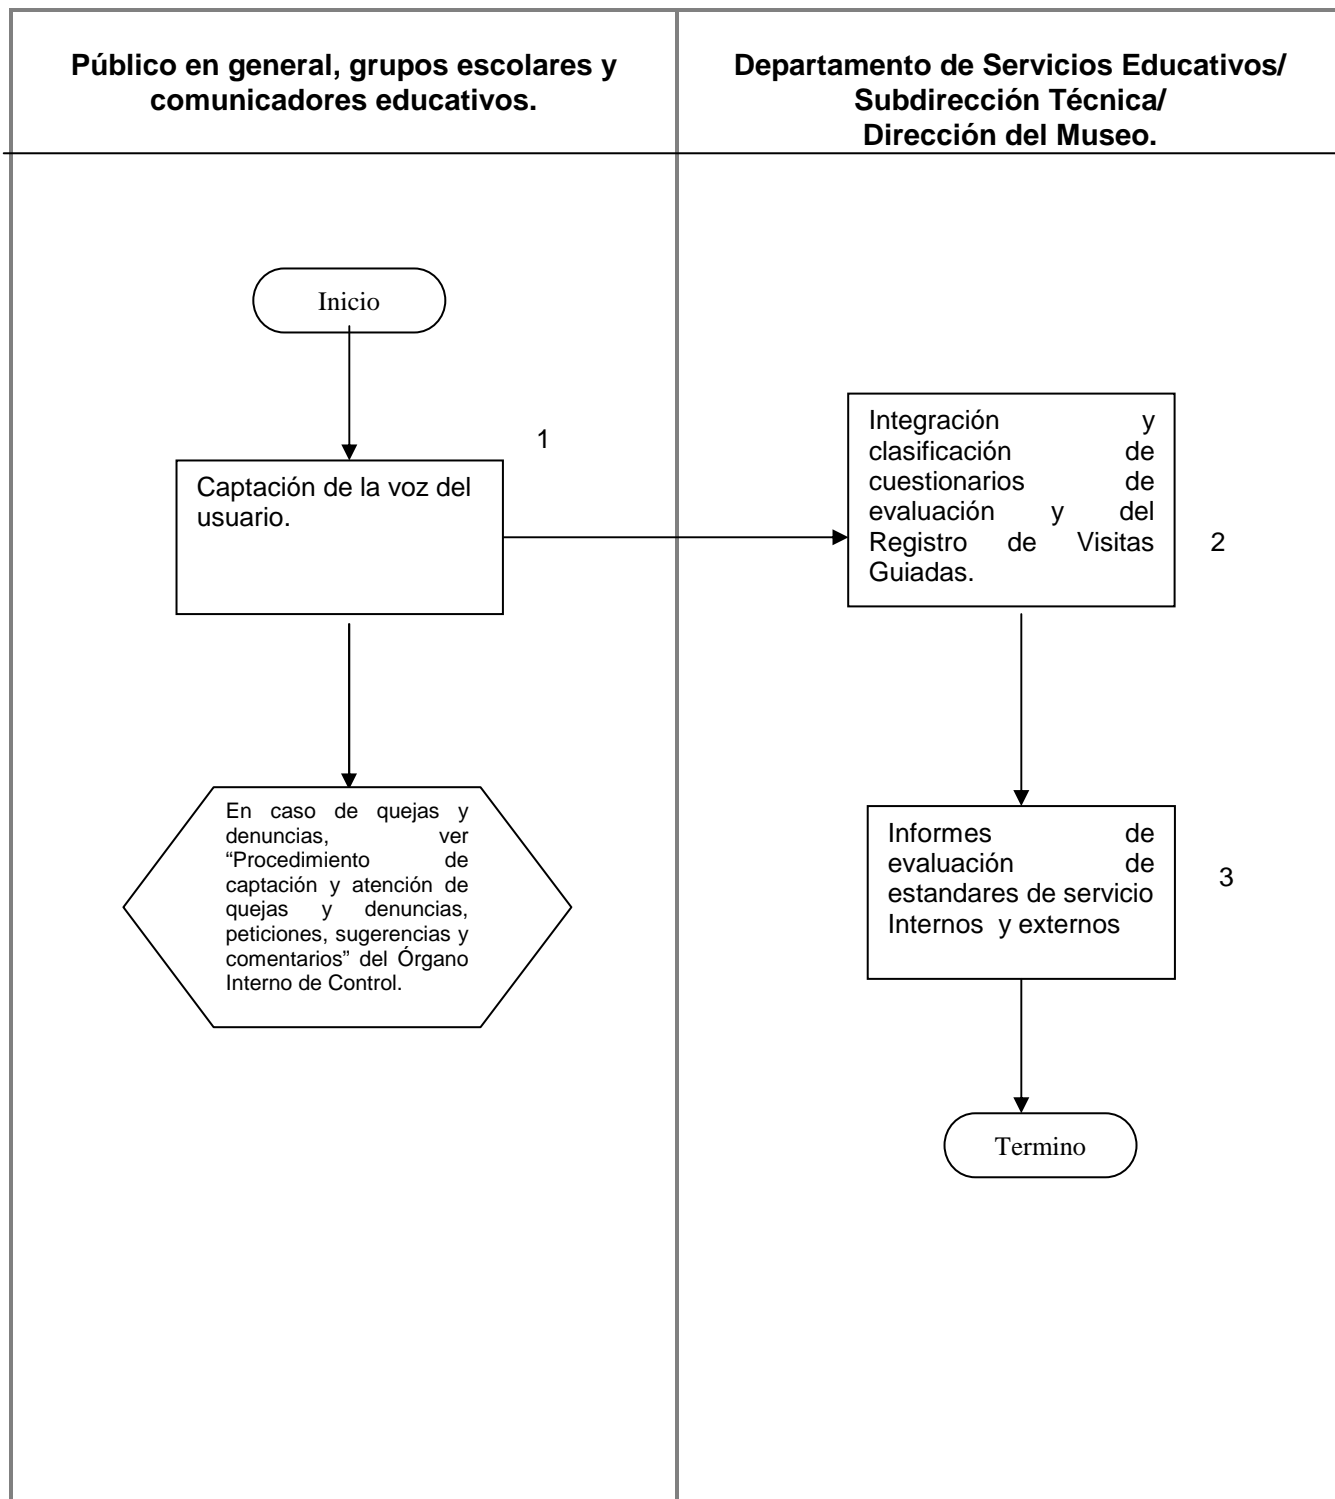 Público en general, grupos escolares y
comunicadores educativos.
Departamento de Servicios Educativos/
Subdirección Técnica/
Dirección del Museo.
Inicio
1
Captación de la voz del
usuario.
Integración y
clasificación de
cuestionarios de
evaluación y del
Registro de Visitas
Guiadas.
2
En caso de quejas y
denuncias, ver
“Procedimiento de
captación y atención de
quejas y denuncias,
peticiones, sugerencias y
comentarios” del Órgano
Interno de Control.
Informes de
evaluación de
estandares de servicio
Internos y externos
3
Termino